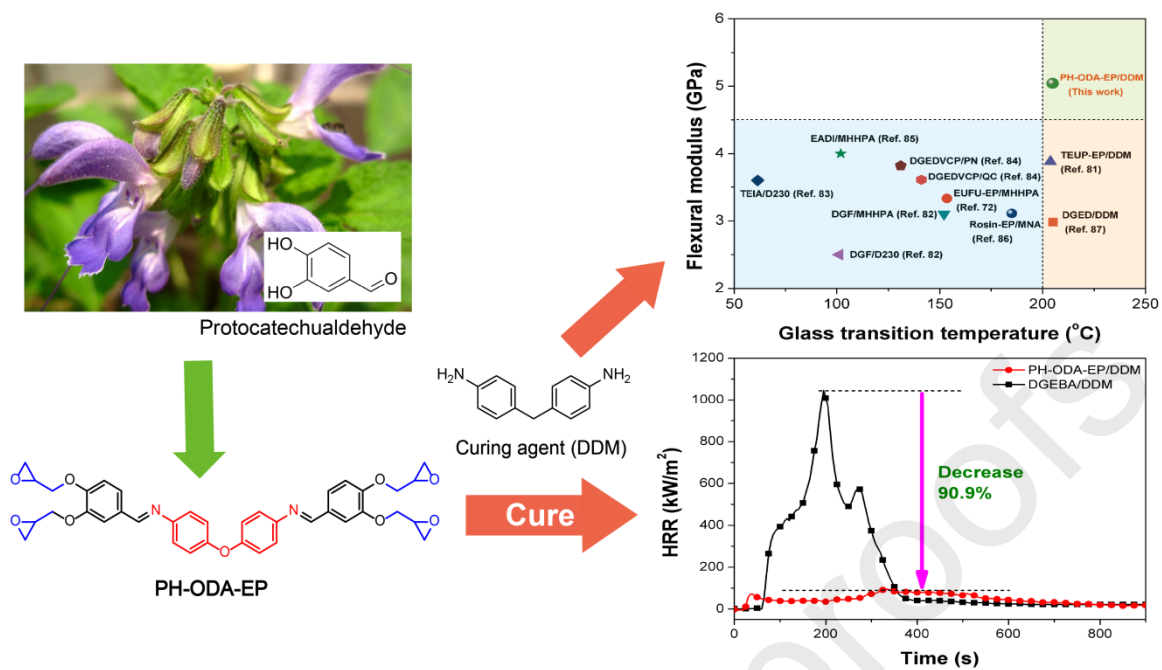 HO
HO
O
Protocatechualdehyde
Flexural modulus (GPa)
6
5
4
3
2
PH-ODA-EP/DDM
(This work)
EADI/MHHPA (Ref. 85)
DGEDVCP/PN (Ref. 84)
TEUP-EP/DDM
(Ref. 81)
DGEDVCP/QC (Ref. 84)
TEIA/D230 (Ref. 83)
EUFU-EP/MHHPA
(Ref. 72)
DGF/MHHPA (Ref. 82)
Rosin-EP/MNA
(Ref. 86)
DGED/DDM
(Ref. 87)
DGF/D230 (Ref. 82)
50 100 150 200 250
Glass transition temperature (°C)
H₂N
NH₂
Curing agent (DDM)
Cure
O
O
O
O
N
O
N
O
O
O
O
PH-ODA-EP
HRR (kW/m²)
1200
1000
800
600
400
200
0
PH-ODA-EP/DDM
DGEBA/DDM
Decrease
90.9%
0 200 400 600 800
Time (s)
proofs